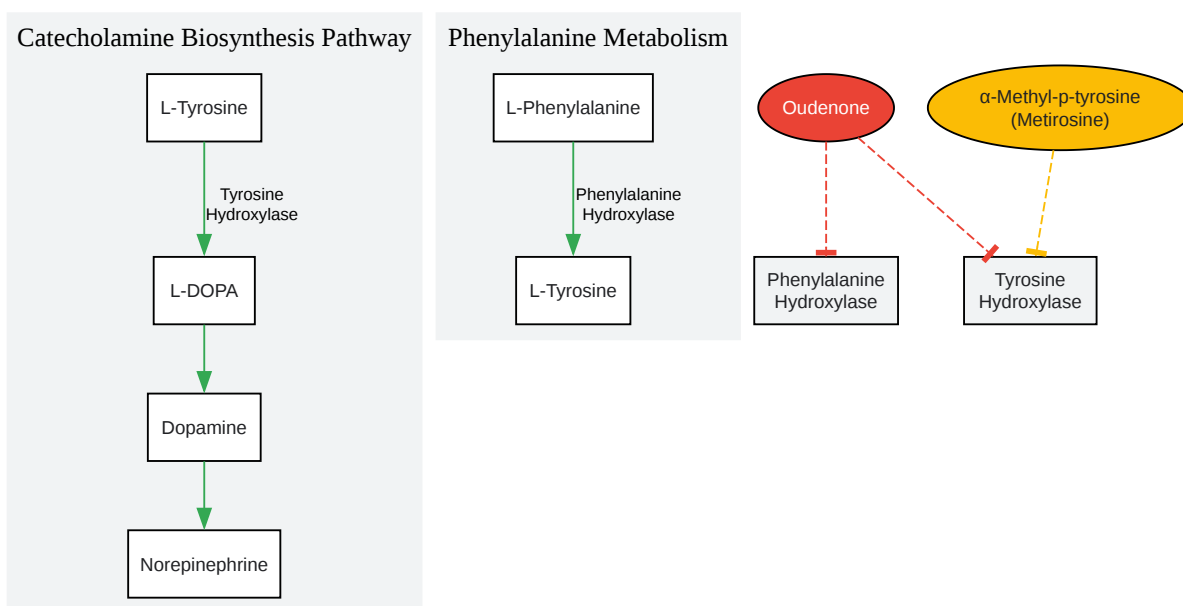 Catecholamine Biosynthesis Pathway
L-Tyrosine
Tyrosine
Hydroxylase
L-DOPA
Dopamine
Norepinephrine
Phenylalanine Metabolism
L-Phenylalanine
Phenylalanine
Hydroxylase
L-Tyrosine
Oudenone
α-Methyl-p-tyrosine
(Metirosine)
Phenylalanine
Hydroxylase
Tyrosine
Hydroxylase